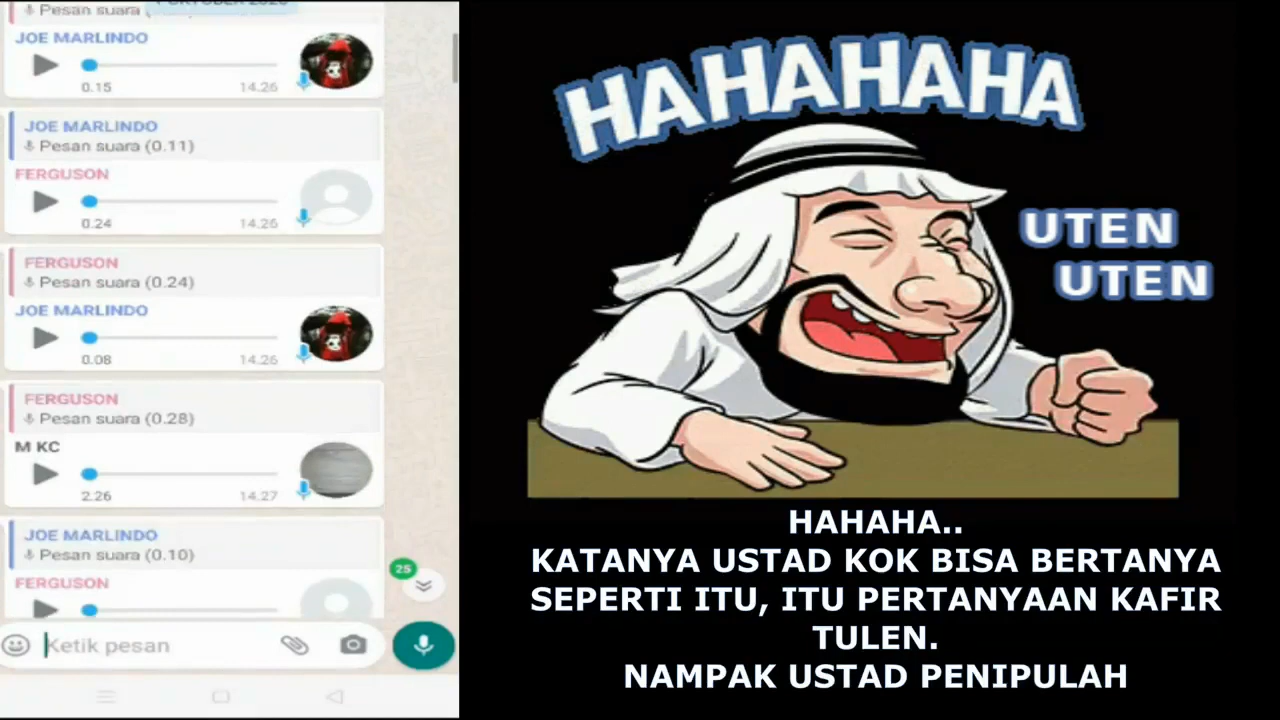 Pesan suara
OKTOBER
JOE MARLINDO
0.15
14.26
JOE MARLINDO
Pesan suara (0.11)
FERGUSON
0.24
14.26
FERGUSON
Pesan suara (0.24)
JOE MARLINDO
0.08
14.26
FERGUSON
Pesan suara (0.28)
M KC
2.26
14.27
JOE MARLINDO
Pesan suara (0.10)
25
FERGUSON
Ketik pesan
HAHAHAHA
UTEN
UTEN
HAHAHA..
KATANYA USTAD KOK BISA BERTANYA
SEPERTI ITU, ITU PERTANYAAN KAFIR
TULEN.
NAMPAK USTAD PENIPULAH